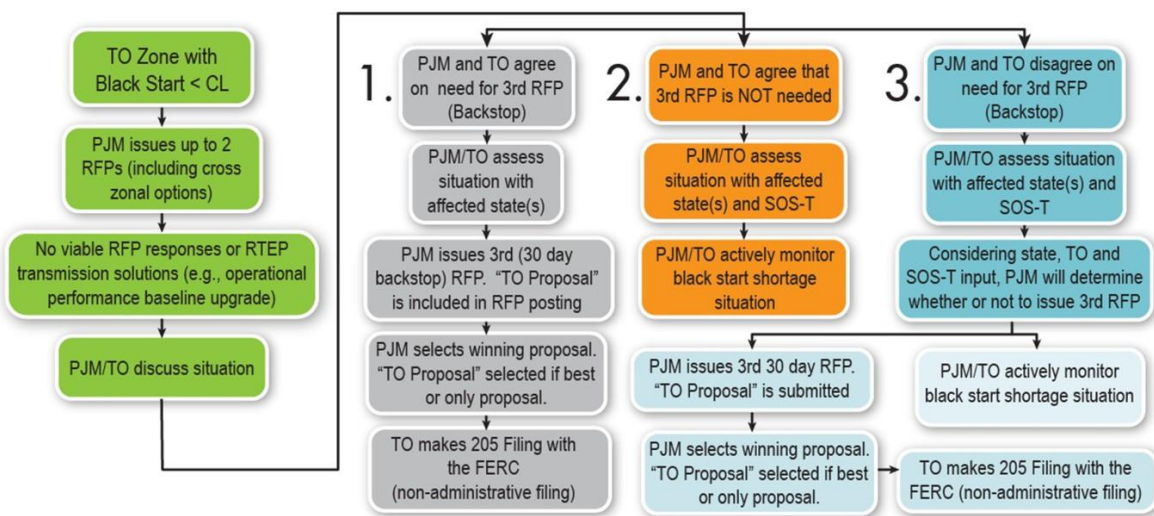 TO Zone with
Black Start < CL
PJM issues up to 2
RFPs (including cross
zonal options)
No viable RFP responses or RTEP
transmission solutions (e.g., operational
performance baseline upgrade)
PJM/TO discuss situation
1.
PJM and TO agree
on need for 3rd RFP
(Backstop)
PJM/TO assess
situation with
affected state(s)
PJM issues 3rd (30 day
backstop) RFP. “TO Proposal”
is included in RFP posting
PJM selects winning proposal.
“TO Proposal” selected if best
or only proposal.
TO makes 205 Filing with
the FERC
(non-administrative filing)
2.
PJM and TO agree that
3rd RFP is NOT needed
PJM/TO assess
situation with affected
state(s) and SOS-T
PJM/TO actively monitor
black start shortage
situation
3.
PJM and TO disagree on
need for 3rd RFP
(Backstop)
PJM/TO assess situation
with affected state(s) and
SOS-T
Considering state, TO and
SOS-T input, PJM will determine
whether or not to issue 3rd RFP
PJM issues 3rd 30 day RFP.
“TO Proposal” is submitted
PJM selects winning proposal.
“TO Proposal” selected if best
or only proposal.
TO makes 205 Filing with the
FERC (non-administrative filing)
PJM/TO actively monitor
black start shortage situation